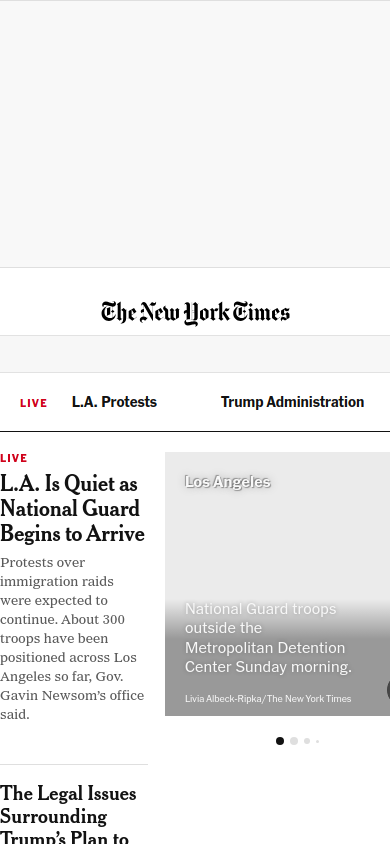 The New York Times
LIVE
L.A. Protests
Trump Administration
LIVE
L.A. Is Quiet as
National Guard
Begins to Arrive
Protests over
immigration raids
were expected to
continue. About 300
troops have been
positioned across Los
Angeles so far, Gov.
Gavin Newsom’s office
said.
Los Angeles
National Guard troops
outside the
Metropolitan Detention
Center Sunday morning.
Livia Albeck-Ripka/The New York Times
The Legal Issues
Surrounding
Trump’s Plan to